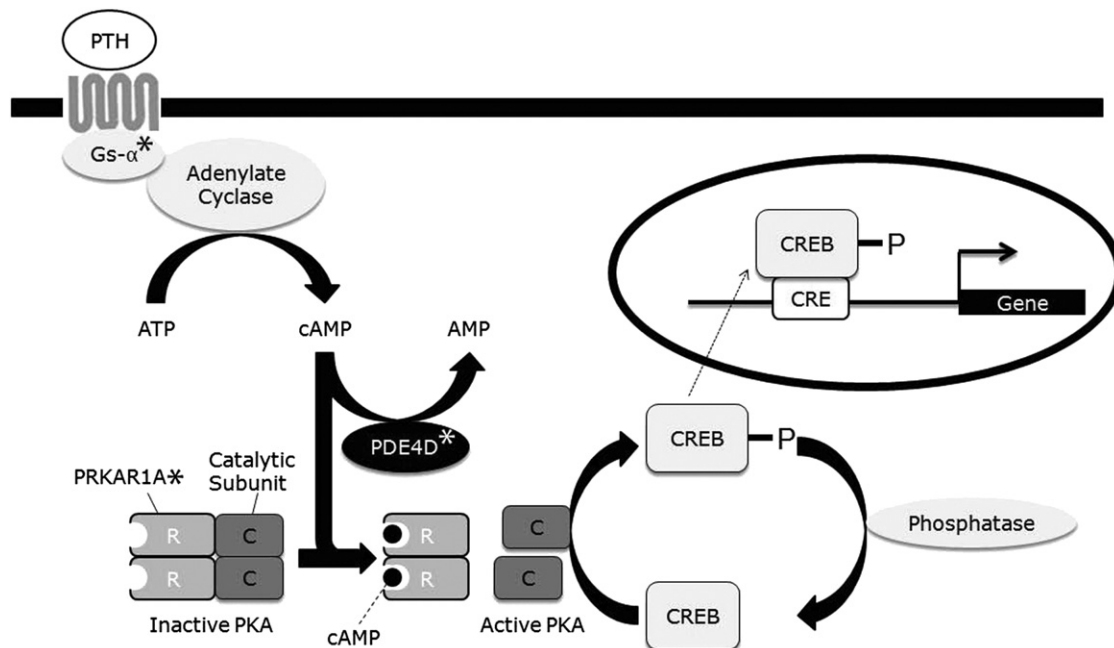 PTH
Gs-α*
Adenylate
Cyclase
ATP
cAMP
AMP
PDE4D*
CREB
P
CRE
Gene
CREB
P
PRKAR1A*
Catalytic
Subunit
R
C
R
C
R
R
C
C
Phosphatase
CREB
Inactive PKA
cAMP
Active PKA